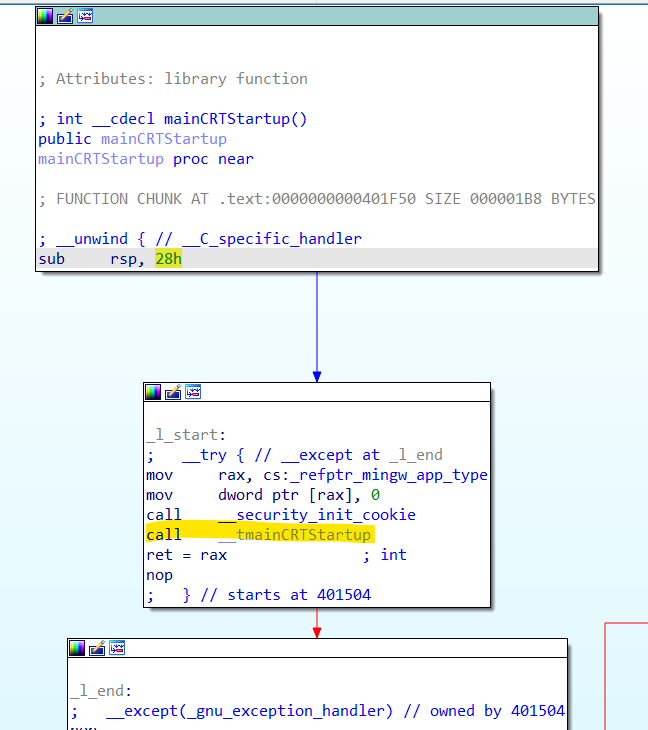 ; Attributes: library function
; int __cdecl mainCRTStartup()
public mainCRTStartup
mainCRTStartup proc near
; FUNCTION CHUNK AT .text:0000000000401F50 SIZE 000001B8 BYTES
; __unwind { // __C_specific_handler
sub     rsp, 28h
_l_start:
;   __try { // __except at _l_end
mov     rax, cs:_refptr_mingw_app_type
mov     dword ptr [rax], 0
call    __security_init_cookie
call    __tmainCRTStartup
ret = rax               ; int
nop
;   } // starts at 401504
_l_end:
;   __except(_gnu_exception_handler) // owned by 401504